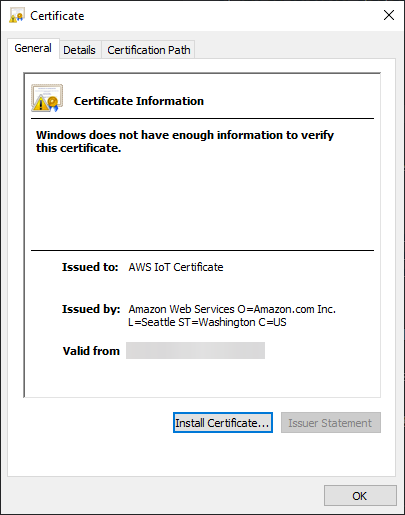 Certificate
General Details Certification Path
Certificate Information
Windows does not have enough information to verify
this certificate.
Issued to: AWS IoT Certificate
Issued by: Amazon Web Services O=Amazon.com Inc.
L=Seattle ST=Washington C=US
Valid from
Install Certificate... Issuer Statement
OK